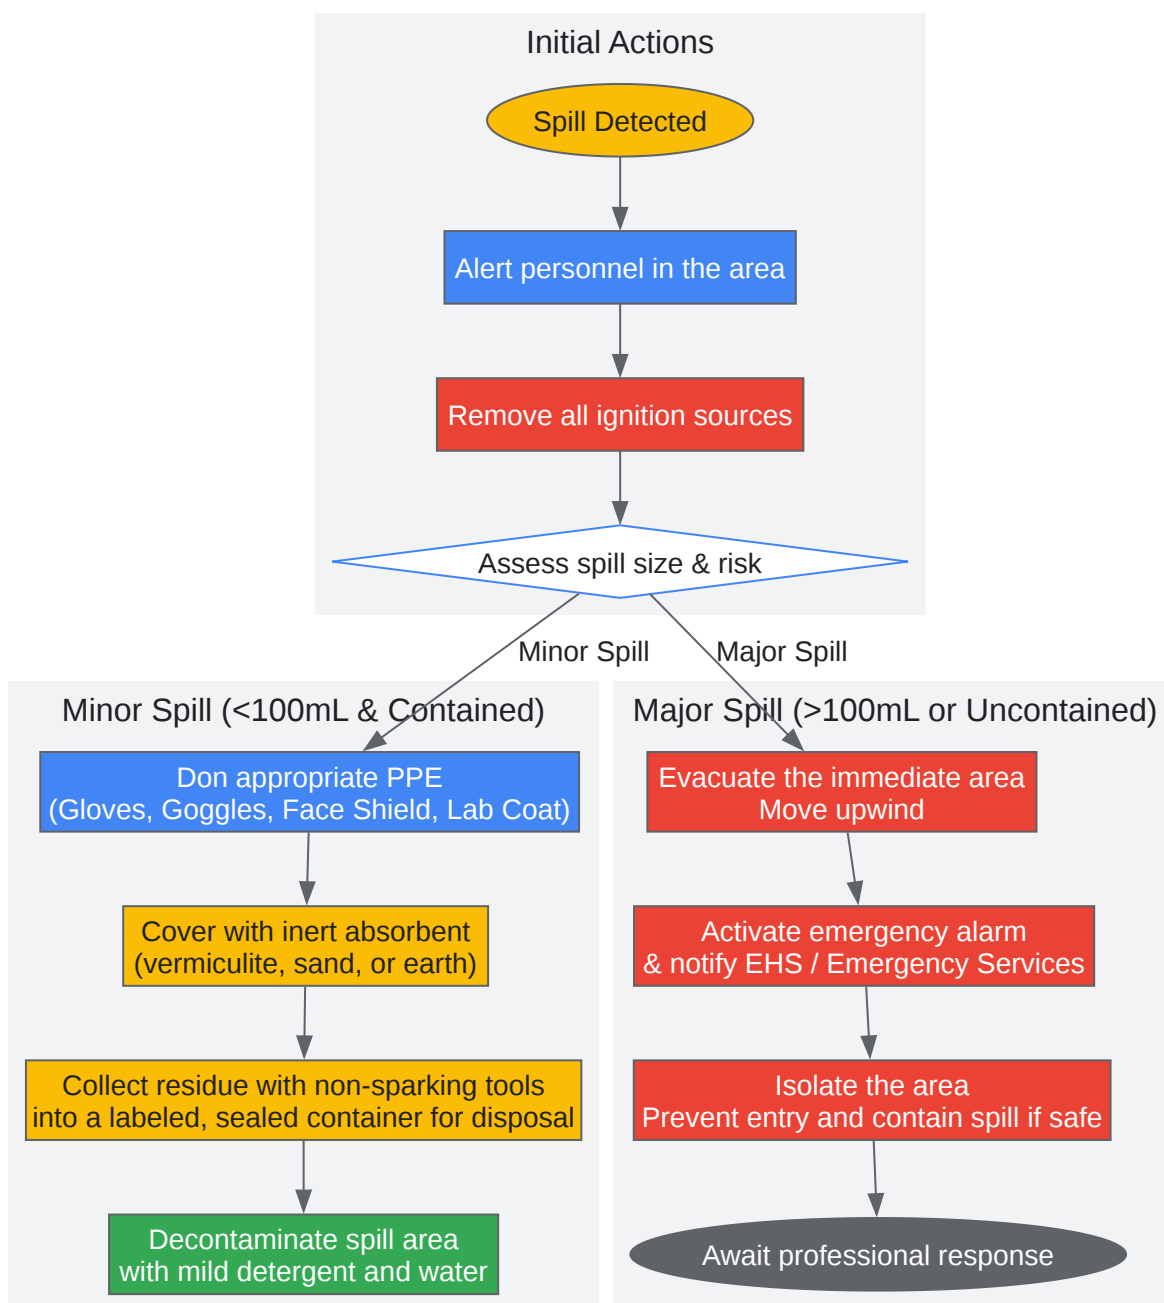 Initial Actions
Spill Detected
Alert personnel in the area
Remove all ignition sources
Assess spill size & risk
Minor Spill
Major Spill
Minor Spill (<100mL & Contained)
Don appropriate PPE
(Gloves, Goggles, Face Shield, Lab Coat)
Cover with inert absorbent
(vermiculite, sand, or earth)
Collect residue with non-sparking tools
into a labeled, sealed container for disposal
Decontaminate spill area
with mild detergent and water
Major Spill (>100mL or Uncontained)
Evacuate the immediate area
Move upwind
Activate emergency alarm
& notify EHS / Emergency Services
Isolate the area
Prevent entry and contain spill if safe
Await professional response